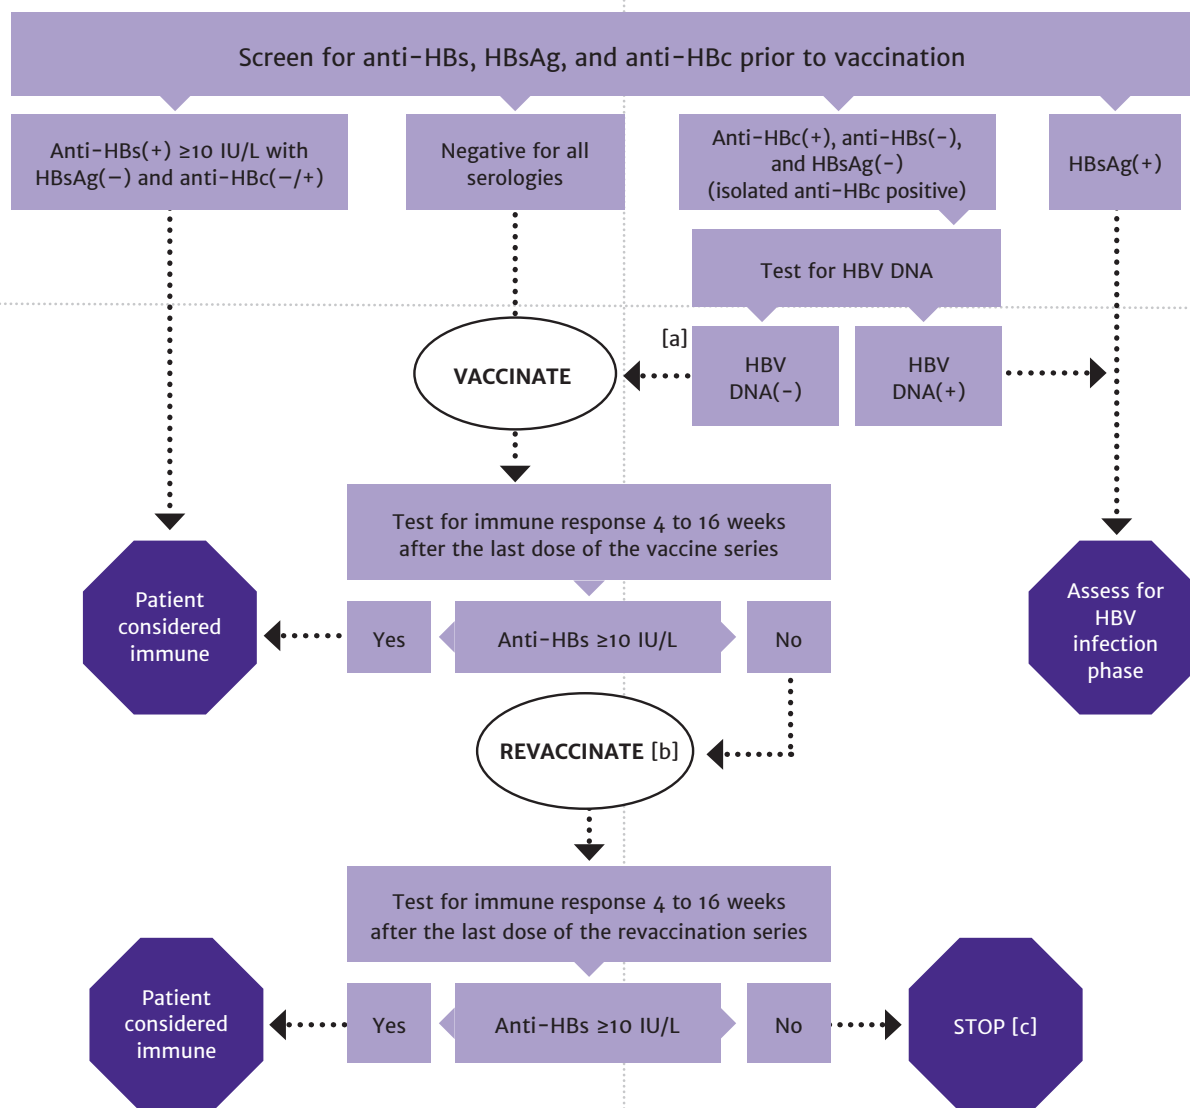 Screen for anti-HBs, HBsAg, and anti-HBc prior to vaccination
Anti-HBs(+) ≥10 IU/L with
HBsAg(−) and anti-HBc(−/+)
Negative for all
serologies
Anti-HBc(+), anti-HBs(-),
and HBsAg(-)
(isolated anti-HBc positive)
HBsAg(+)
Test for HBV DNA
[a]
HBV
DNA(-)
HBV
DNA(+)
VACCINATE
Test for immune response 4 to 16 weeks
after the last dose of the vaccine series
Patient
considered
immune
Yes
Anti-HBs ≥10 IU/L
No
Assess for
HBV
infection
phase
REVACCINATE [b]
Test for immune response 4 to 16 weeks
after the last dose of the revaccination series
Patient
considered
immune
Yes
Anti-HBs ≥10 IU/L
No
STOP [c]